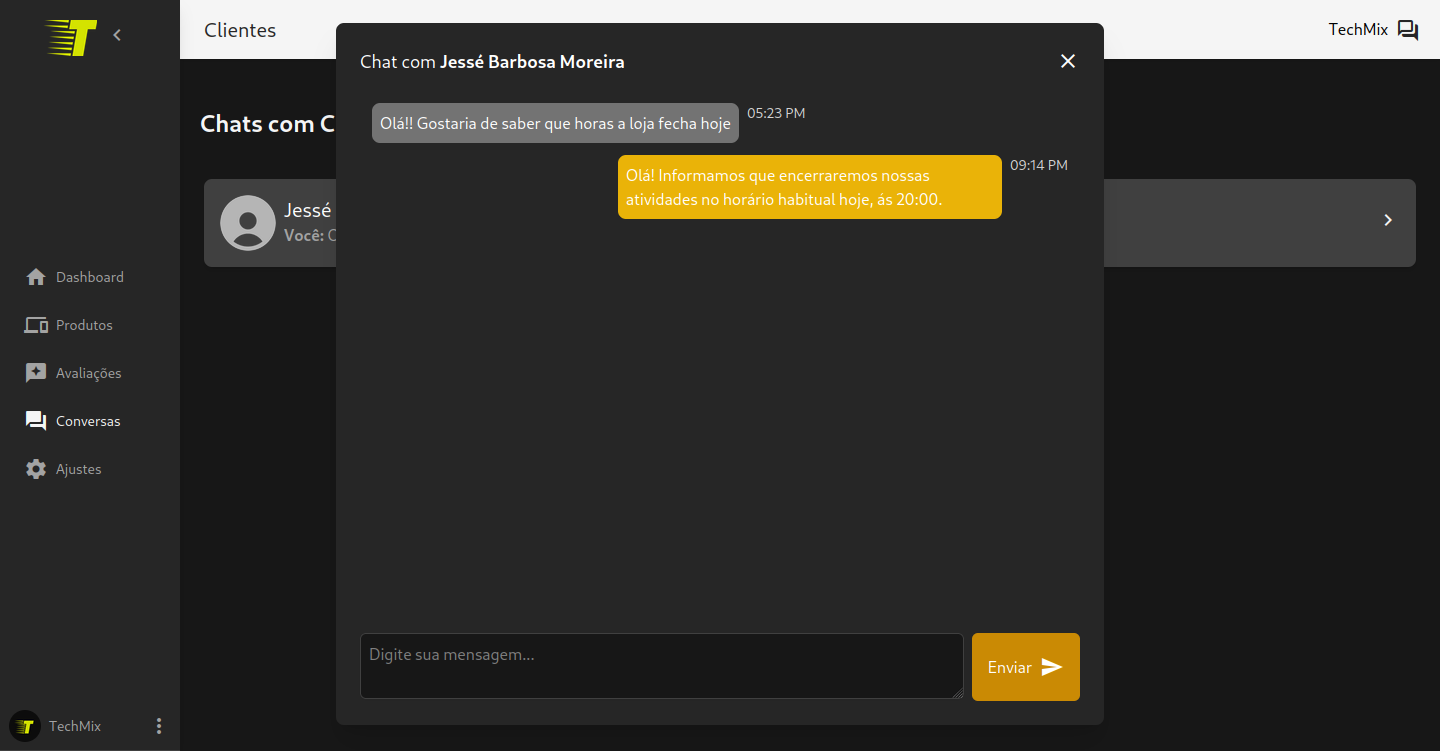 T
Clientes
TechMix
Chat com Jessé Barbosa Moreira
Chats com C
Olá!! Gostaria de saber que horas a loja fecha hoje
05:23 PM
Olá! Informamos que encerraremos nossas
atividades no horário habitual hoje, ás 20:00.
09:14 PM
Jessé
Você:
Dashboard
Produtos
Avaliações
Conversas
Ajustes
Digite sua mensagem...
Enviar
T
TechMix